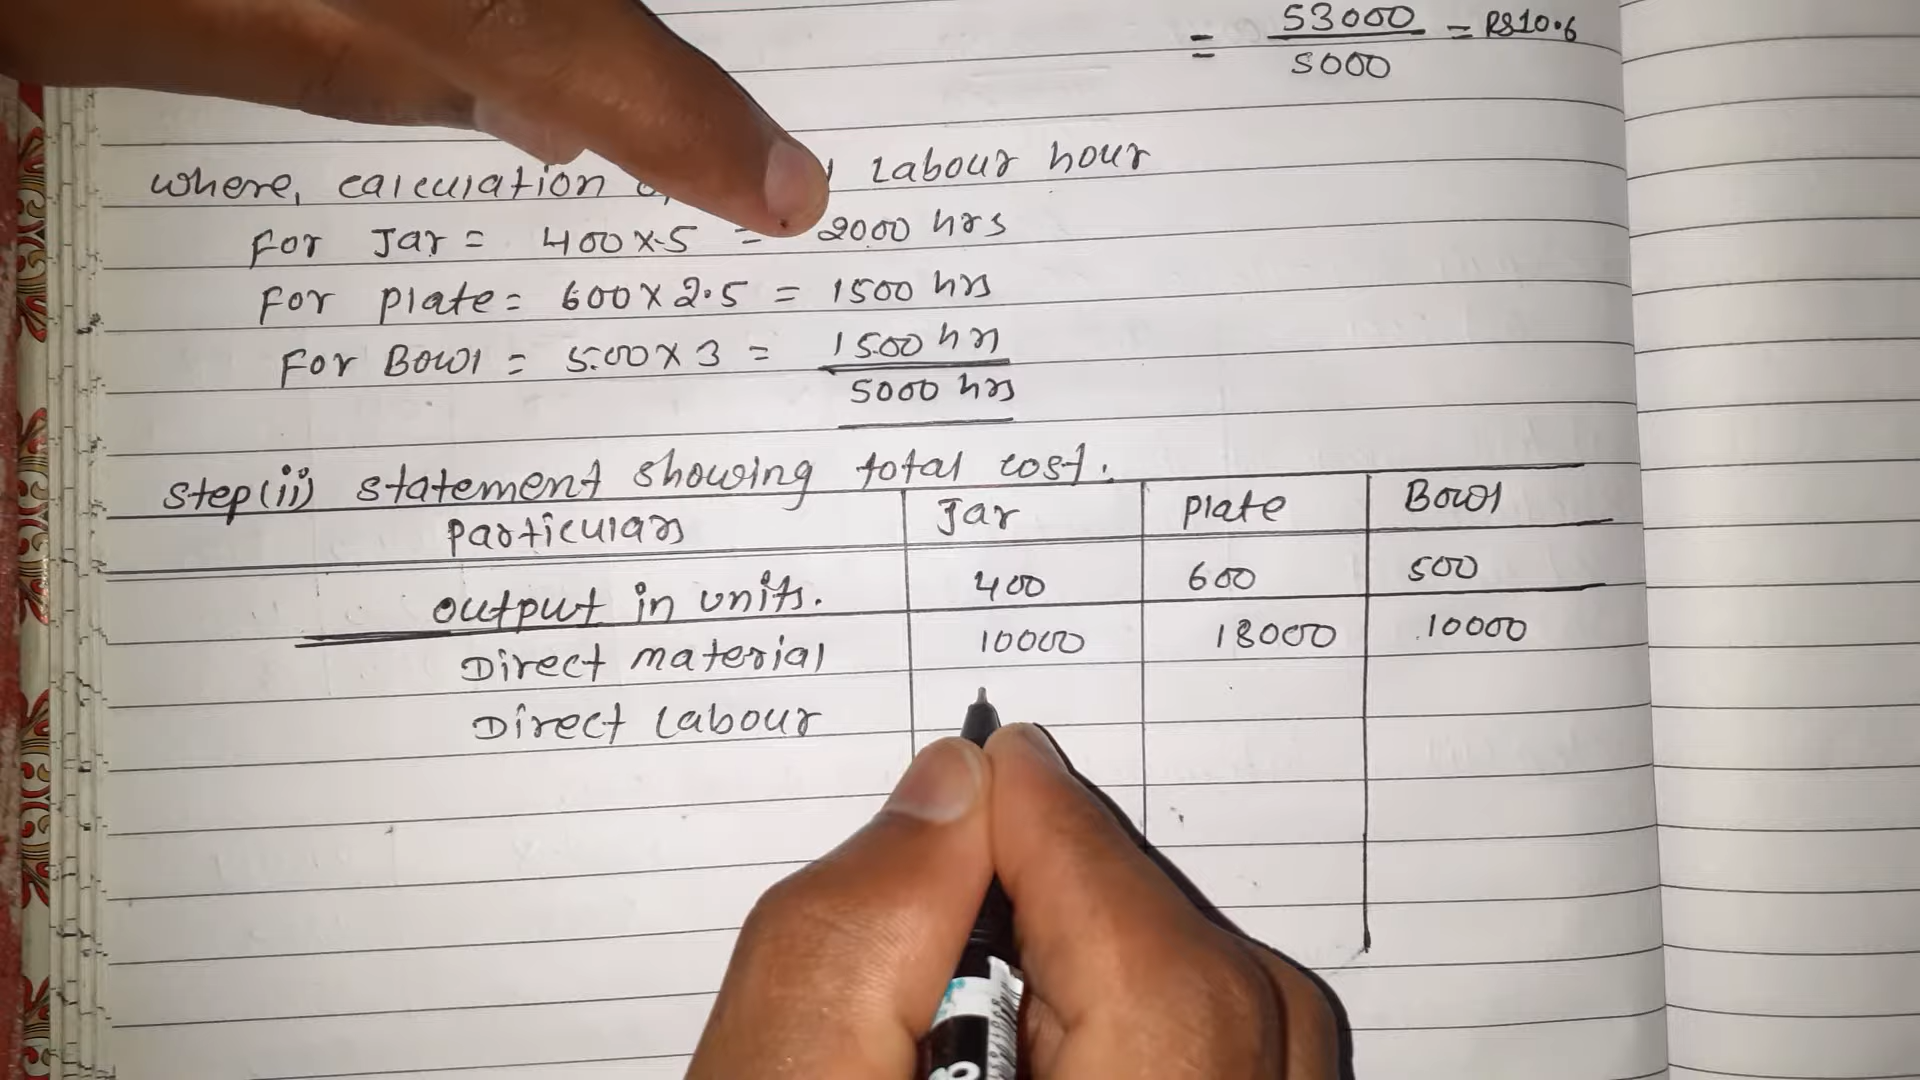 = 53000 / 5000 = RS10.6
where, calculation labour hour
For Jar = 400x5 = 2000 hrs
For plate = 600x2.5 = 1500 hrs
For Bowl = 500x3 = 1500 hrs
5000 hrs
Step(ii) statement showing total cost.
Particulars Jar Plate Bowl
output in units. 400 600 500
Direct material 10000 18000 10000
Direct Labour